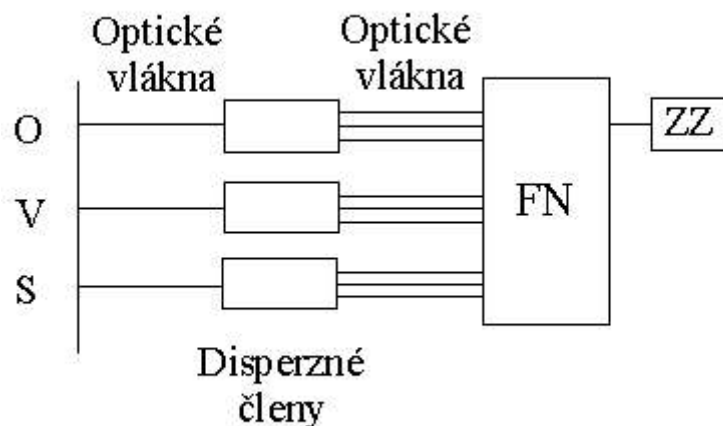 Optické
vlákna
Optické
vlákna
O
ZZ
V
FN
S
Disperzné
členy